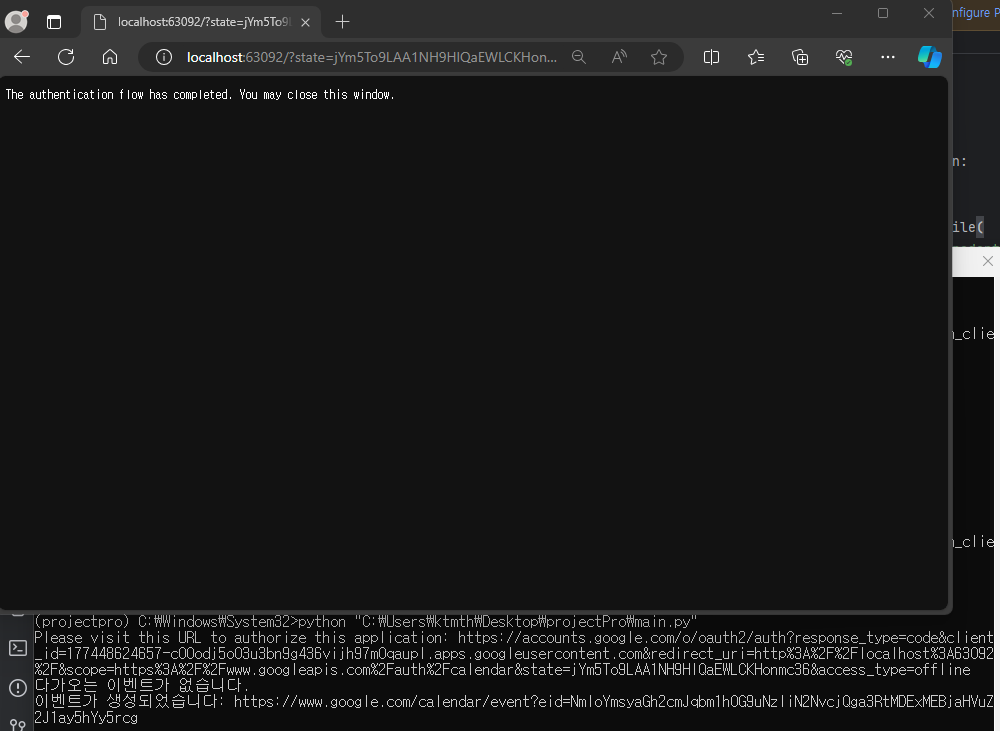 localhost:63092/?state=jYm5To9l
nfigure P
localhost:63092/?state=jYm5To9LAA1NH9HIQaEWLCKHon...
The authentication flow has completed. You may close this window.
n:
ile(
_clie
_clie
(projectpro) C:₩Windows₩System32>python "C:₩Users₩ktmth₩Desktop₩projectPro₩main.py"
Please visit this URL to authorize this application: https://accounts.google.com/o/oauth2/auth?response_type=code&client
_id=177448624657-c00odj5o03u3bn9g436vijh97m0qaupl.apps.googleusercontent.com&redirect_uri=http%3A%2F%2Flocalhost%3A63092
%2F&scope=https%3A%2F%2Fwww.googleapis.com%2Fauth%2Fcalendar&state=jYm5To9LAA1NH9HIQaEWLCKHonmc36&access_type=offline
다가오는 이벤트가 없습니다.
이벤트가 생성되었습니다: https://www.google.com/calendar/event?eid=NmloYmsyaGh2cmJqbm1hOG9uNzliN2NvcjQga3RtMDExMEBjaHVuZ
2J1ay5hYy5rcg